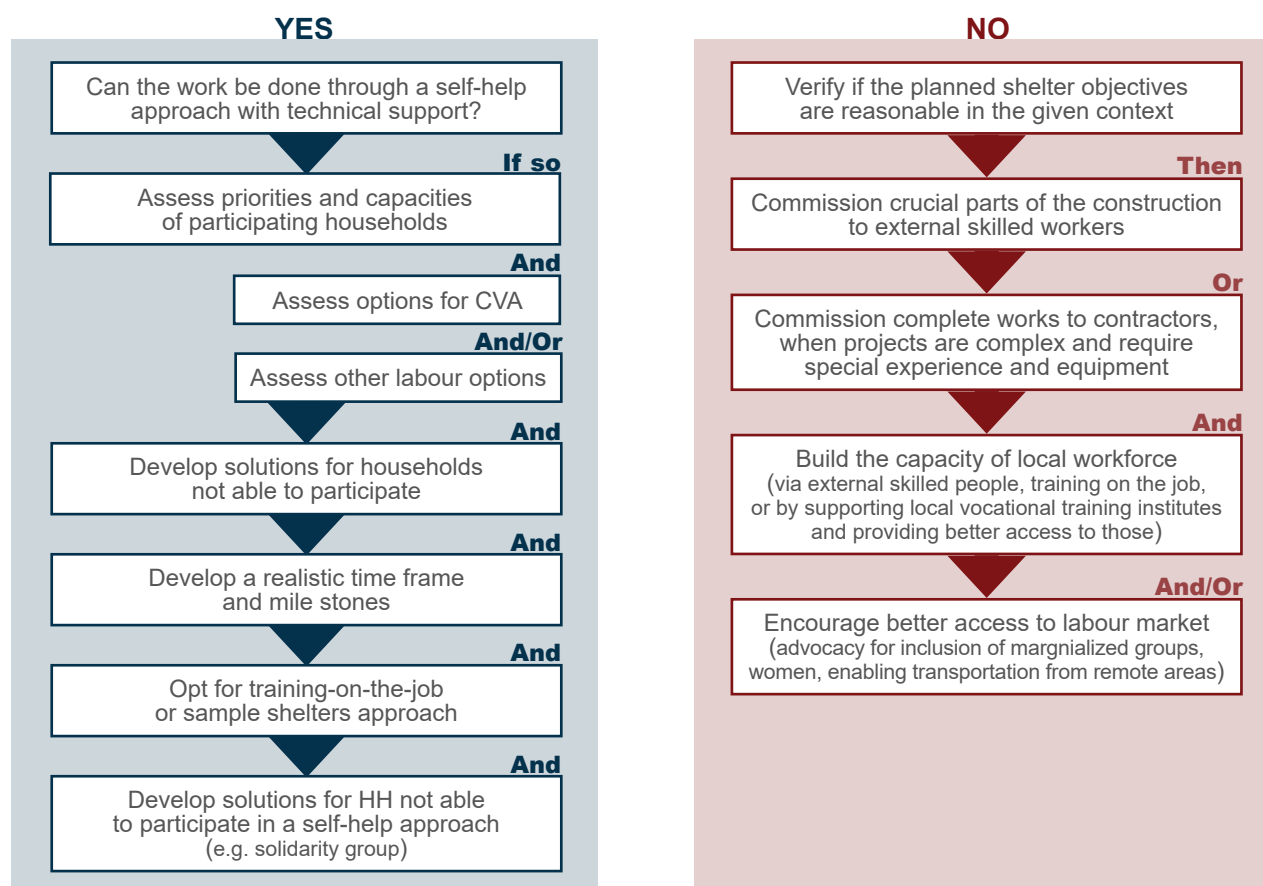 YES
Can the work be done through a self-help
approach with technical support?
If so
Assess priorities and capacities
of participating households
And
Assess options for CVA
And/Or
Assess other labour options
And
Develop solutions for households
not able to participate
And
Develop a realistic time frame
and mile stones
And
Opt for training-on-the-job
or sample shelters approach
And
Develop solutions for HH not able
to participate in a self-help approach
(e.g. solidarity group)
NO
Verify if the planned shelter objectives
are reasonable in the given context
Then
Commission crucial parts of the construction
to external skilled workers
Or
Commission complete works to contractors,
when projects are complex and require
special experience and equipment
And
Build the capacity of local workforce
(via external skilled people, training on the job,
or by supporting local vocational training institutes
and providing better access to those)
And/Or
Encourage better access to labour market
(advocacy for inclusion of margnialized groups,
women, enabling transportation from remote areas)